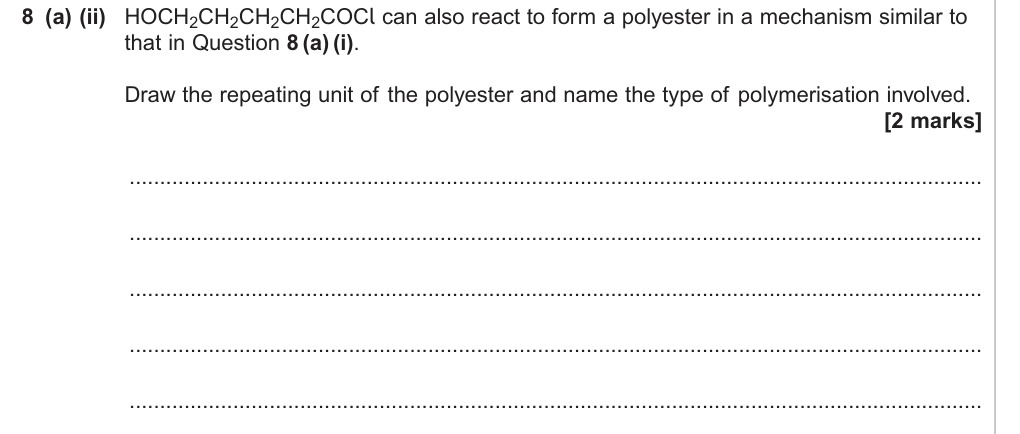 8 (a) (ii) HOCH₂CH₂CH₂CH₂COCl can also react to form a polyester in a mechanism similar to
that in Question 8 (a) (i).
Draw the repeating unit of the polyester and name the type of polymerisation involved.
[2 marks]